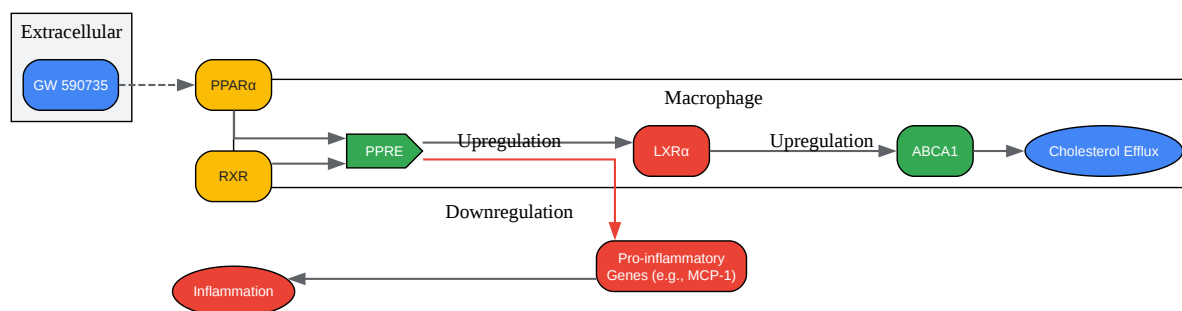 Extracellular
GW 590735
PPARα
Macrophage
PPRE
Upregulation
LXRα
Upregulation
ABCA1
Cholesterol Efflux
RXR
Downregulation
Pro-inflammatory
Genes (e.g., MCP-1)
Inflammation